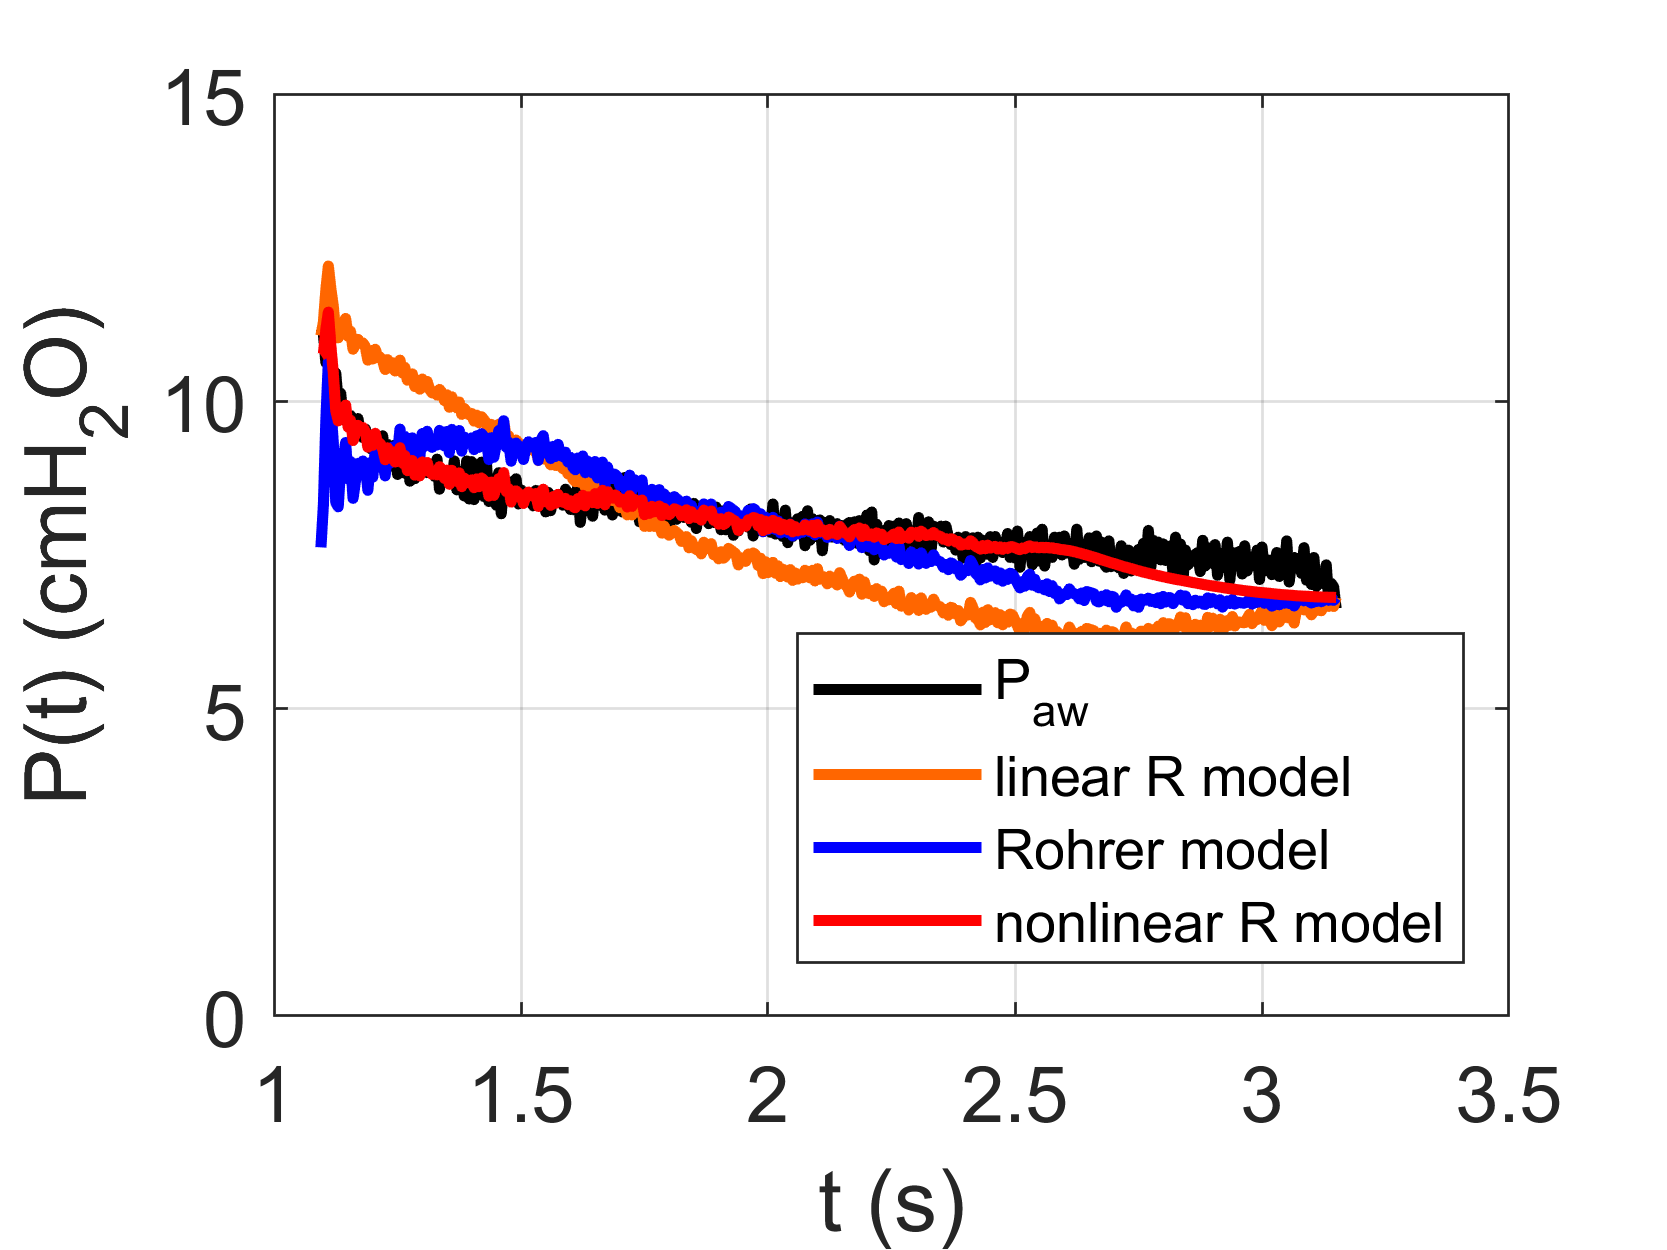 15
10
5
0
P(t) (cmH₂O)
1 1.5 2 2.5 3 3.5
t (s)
P_aw
linear R model
Rohrer model
nonlinear R model